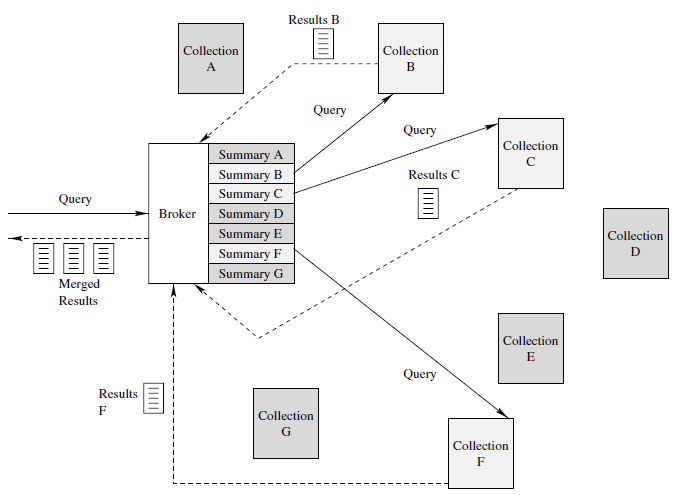 Results B
Collection
A
Collection
B
Query
Query
Collection
C
Summary A
Summary B
Summary C
Summary D
Summary E
Summary F
Summary G
Results C
Query
Broker
Collection
D
Merged
Results
Collection
E
Query
Results
F
Collection
G
Collection
F